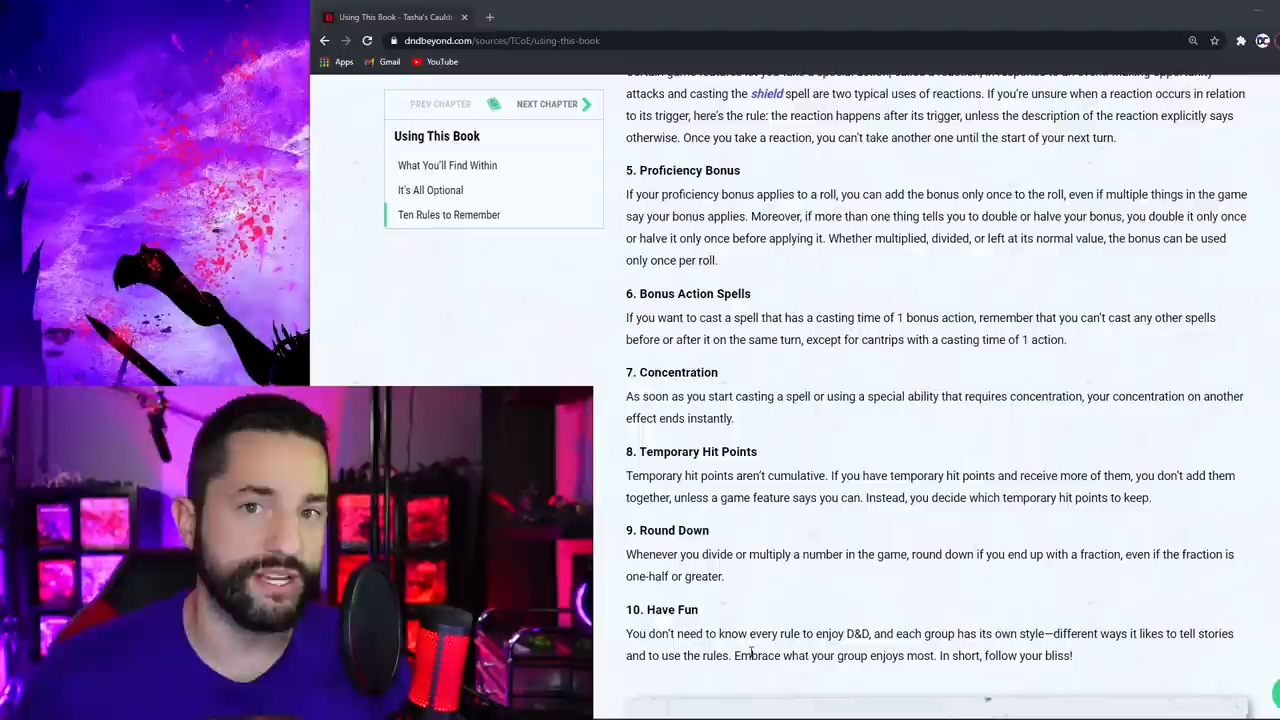 Using This Book - Tasha's Cauld
dndbeyond.com/sources/TCoE/using-this-book
Apps Gmail YouTube
PREV CHAPTER NEXT CHAPTER
Using This Book
What You'll Find Within
It's All Optional
Ten Rules to Remember
attacks and casting the shield spell are two typical uses of reactions. If you're unsure when a reaction occurs in relation
to its trigger, here's the rule: the reaction happens after its trigger, unless the description of the reaction explicitly says
otherwise. Once you take a reaction, you can't take another one until the start of your next turn.
5. Proficiency Bonus
If your proficiency bonus applies to a roll, you can add the bonus only once to the roll, even if multiple things in the game
say your bonus applies. Moreover, if more than one thing tells you to double or halve your bonus, you double it only once
or halve it only once before applying it. Whether multiplied, divided, or left at its normal value, the bonus can be used
only once per roll.
6. Bonus Action Spells
If you want to cast a spell that has a casting time of 1 bonus action, remember that you can't cast any other spells
before or after it on the same turn, except for cantrips with a casting time of 1 action.
7. Concentration
As soon as you start casting a spell or using a special ability that requires concentration, your concentration on another
effect ends instantly.
8. Temporary Hit Points
Temporary hit points aren't cumulative. If you have temporary hit points and receive more of them, you don't add them
together, unless a game feature says you can. Instead, you decide which temporary hit points to keep.
9. Round Down
Whenever you divide or multiply a number in the game, round down if you end up with a fraction, even if the fraction is
one-half or greater.
10. Have Fun
You don't need to know every rule to enjoy D&D, and each group has its own style—different ways it likes to tell stories
and to use the rules. Embrace what your group enjoys most. In short, follow your bliss!